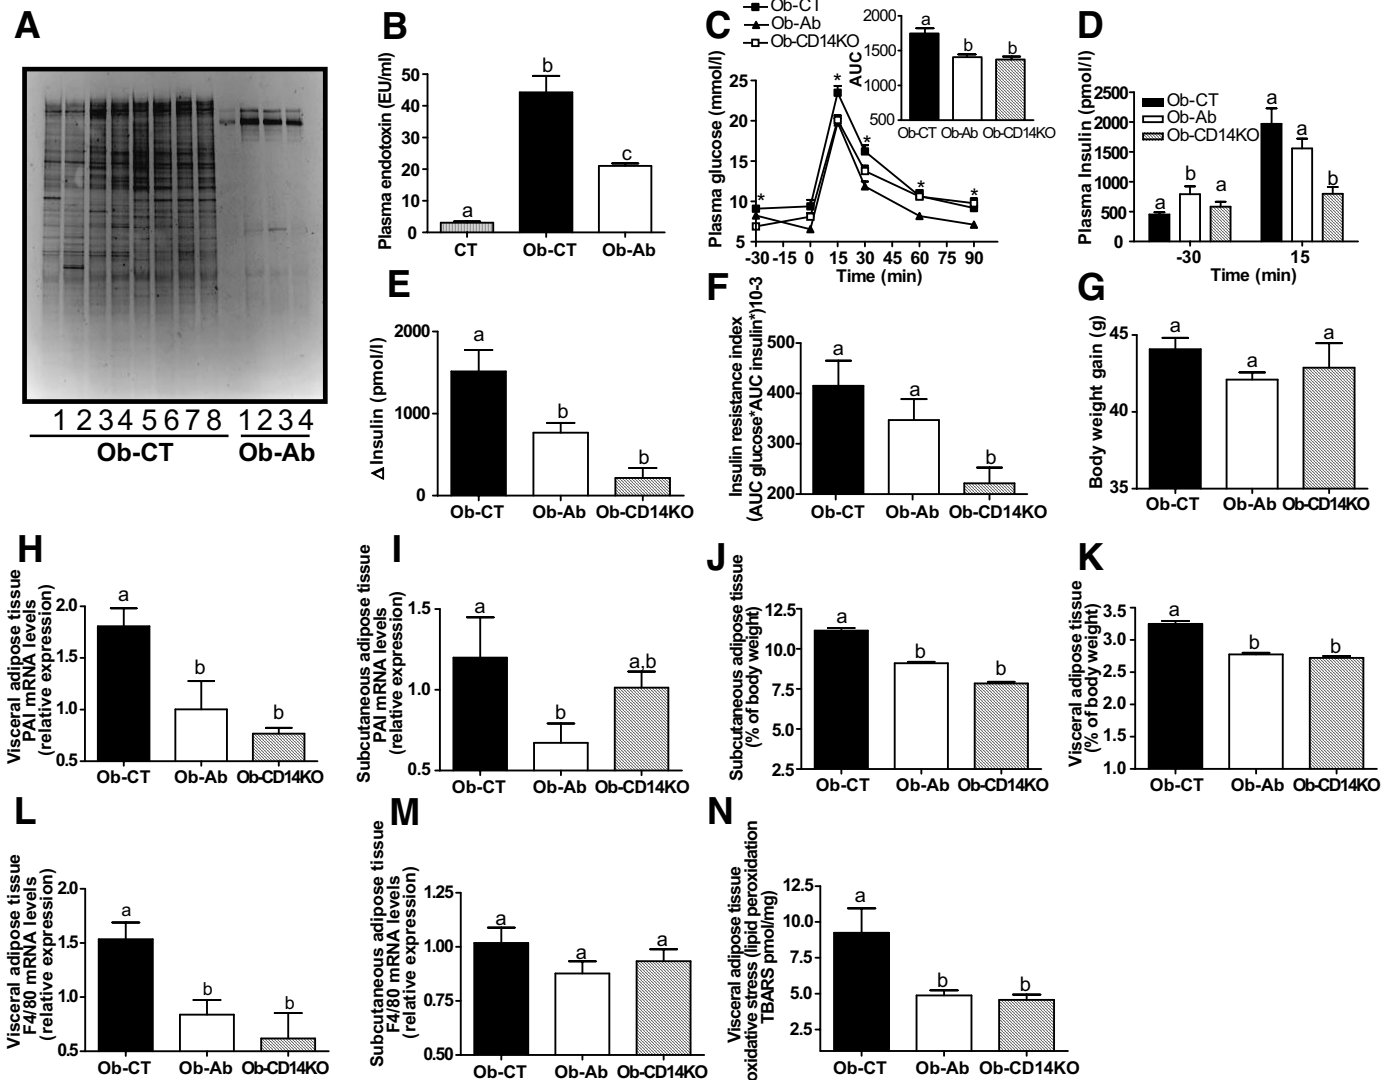 A
1 2 3 4 5 6 7 8 1 2 3 4
Ob-CT Ob-Ab
B
Plasma endotoxin (EU/ml)
50
40
30
20
10
0
a
b
c
CT Ob-CT Ob-Ab
C
Ob-CT
Ob-Ab
Ob-CD14KO
Plasma glucose (mmol/l)
25
20
15
10
5
* * * * *
-30 -15 0 15 30 45 60 75 90
Time (min)
AUC
2000
1500
1000
500
a
b
b
Ob-CT Ob-Ab Ob-CD14KO
D
Plasma Insulin (pmol/l)
2500
2000
1500
1000
500
0
Ob-CT
Ob-Ab
Ob-CD14KO
a b a
a a b
-30 15
Time (min)
E
Δ Insulin (pmol/l)
2000
1000
0
a
b
b
Ob-CT Ob-Ab Ob-CD14KO
F
Insulin resistance index
(AUC glucose*AUC insulin*)10-3
500
400
300
200
a
a
b
Ob-CT Ob-Ab Ob-CD14KO
G
Body weight gain (g)
45
40
35
a
a
a
Ob-CT Ob-Ab Ob-CD14KO
H
Visceral adipose tissue
PAI mRNA levels
(relative expression)
2.0
1.5
1.0
0.5
a
b
b
Ob-CT Ob-Ab Ob-CD14KO
I
Subcutaneous adipose tissue
PAI mRNA levels
(relative expression)
1.5
1.0
0.5
a
b
a,b
Ob-CT Ob-Ab Ob-CD14KO
J
Subcutaneous adipose tissue
(% of body weight)
12.5
10.0
7.5
5.0
2.5
a
b
b
Ob-CT Ob-Ab Ob-CD14KO
K
Visceral adipose tissue
(% of body weight)
3.5
3.0
2.5
2.0
1.5
1.0
a
b
b
Ob-CT Ob-Ab Ob-CD14KO
L
Visceral adipose tissue
F4/80 mRNA levels
(relative expression)
2.0
1.5
1.0
0.5
a
b
b
Ob-CT Ob-Ab Ob-CD14KO
M
Subcutaneous adipose tissue
F4/80 mRNA levels
(relative expression)
1.25
1.00
0.75
0.50
a
a
a
Ob-CT Ob-Ab Ob-CD14KO
N
Visceral adipose tissue
oxidative stress (lipid peroxidation
TBARS pmol/mg)
12.5
10.0
7.5
5.0
2.5
a
b
b
Ob-CT Ob-Ab Ob-CD14KO